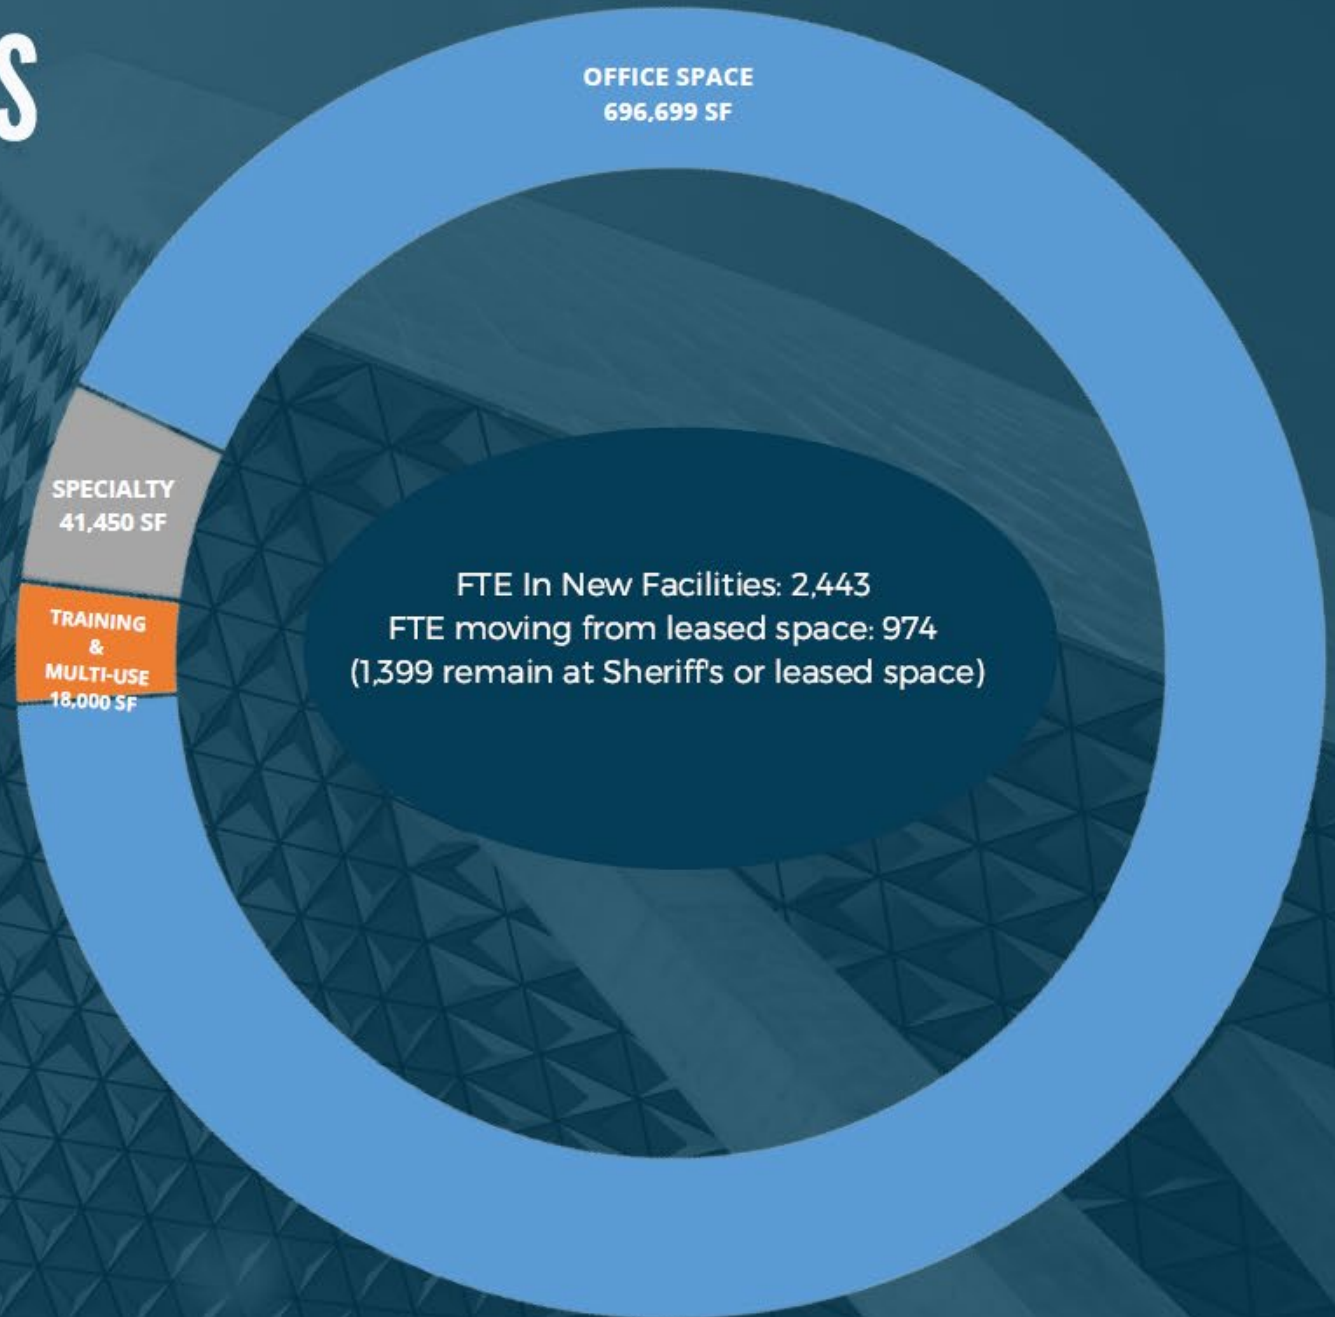 S
OFFICE SPACE
696,699 SF
SPECIALTY
41,450 SF
TRAINING
&
MULTI-USE
18,000 SF
FTE In New Facilities: 2,443
FTE moving from leased space: 974
(1,399 remain at Sheriff's or leased space)